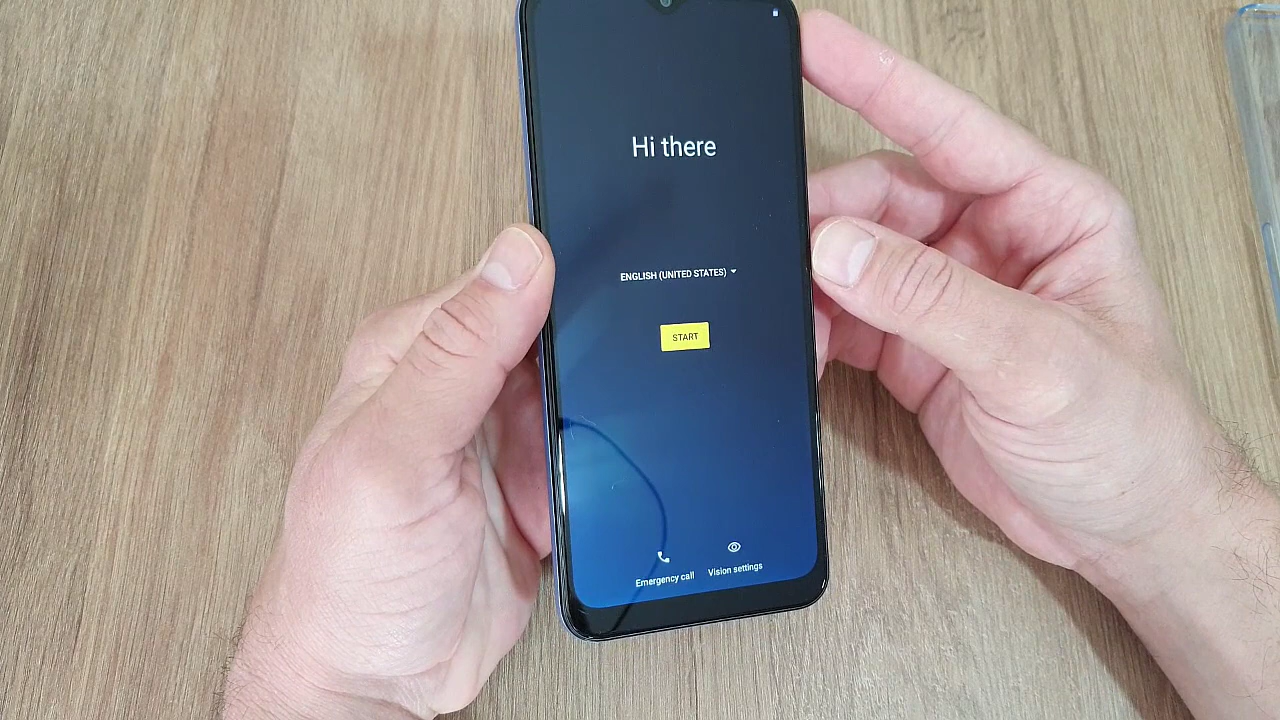 Hi there
ENGLISH (UNITED STATES)
START
Emergency call
Vision settings